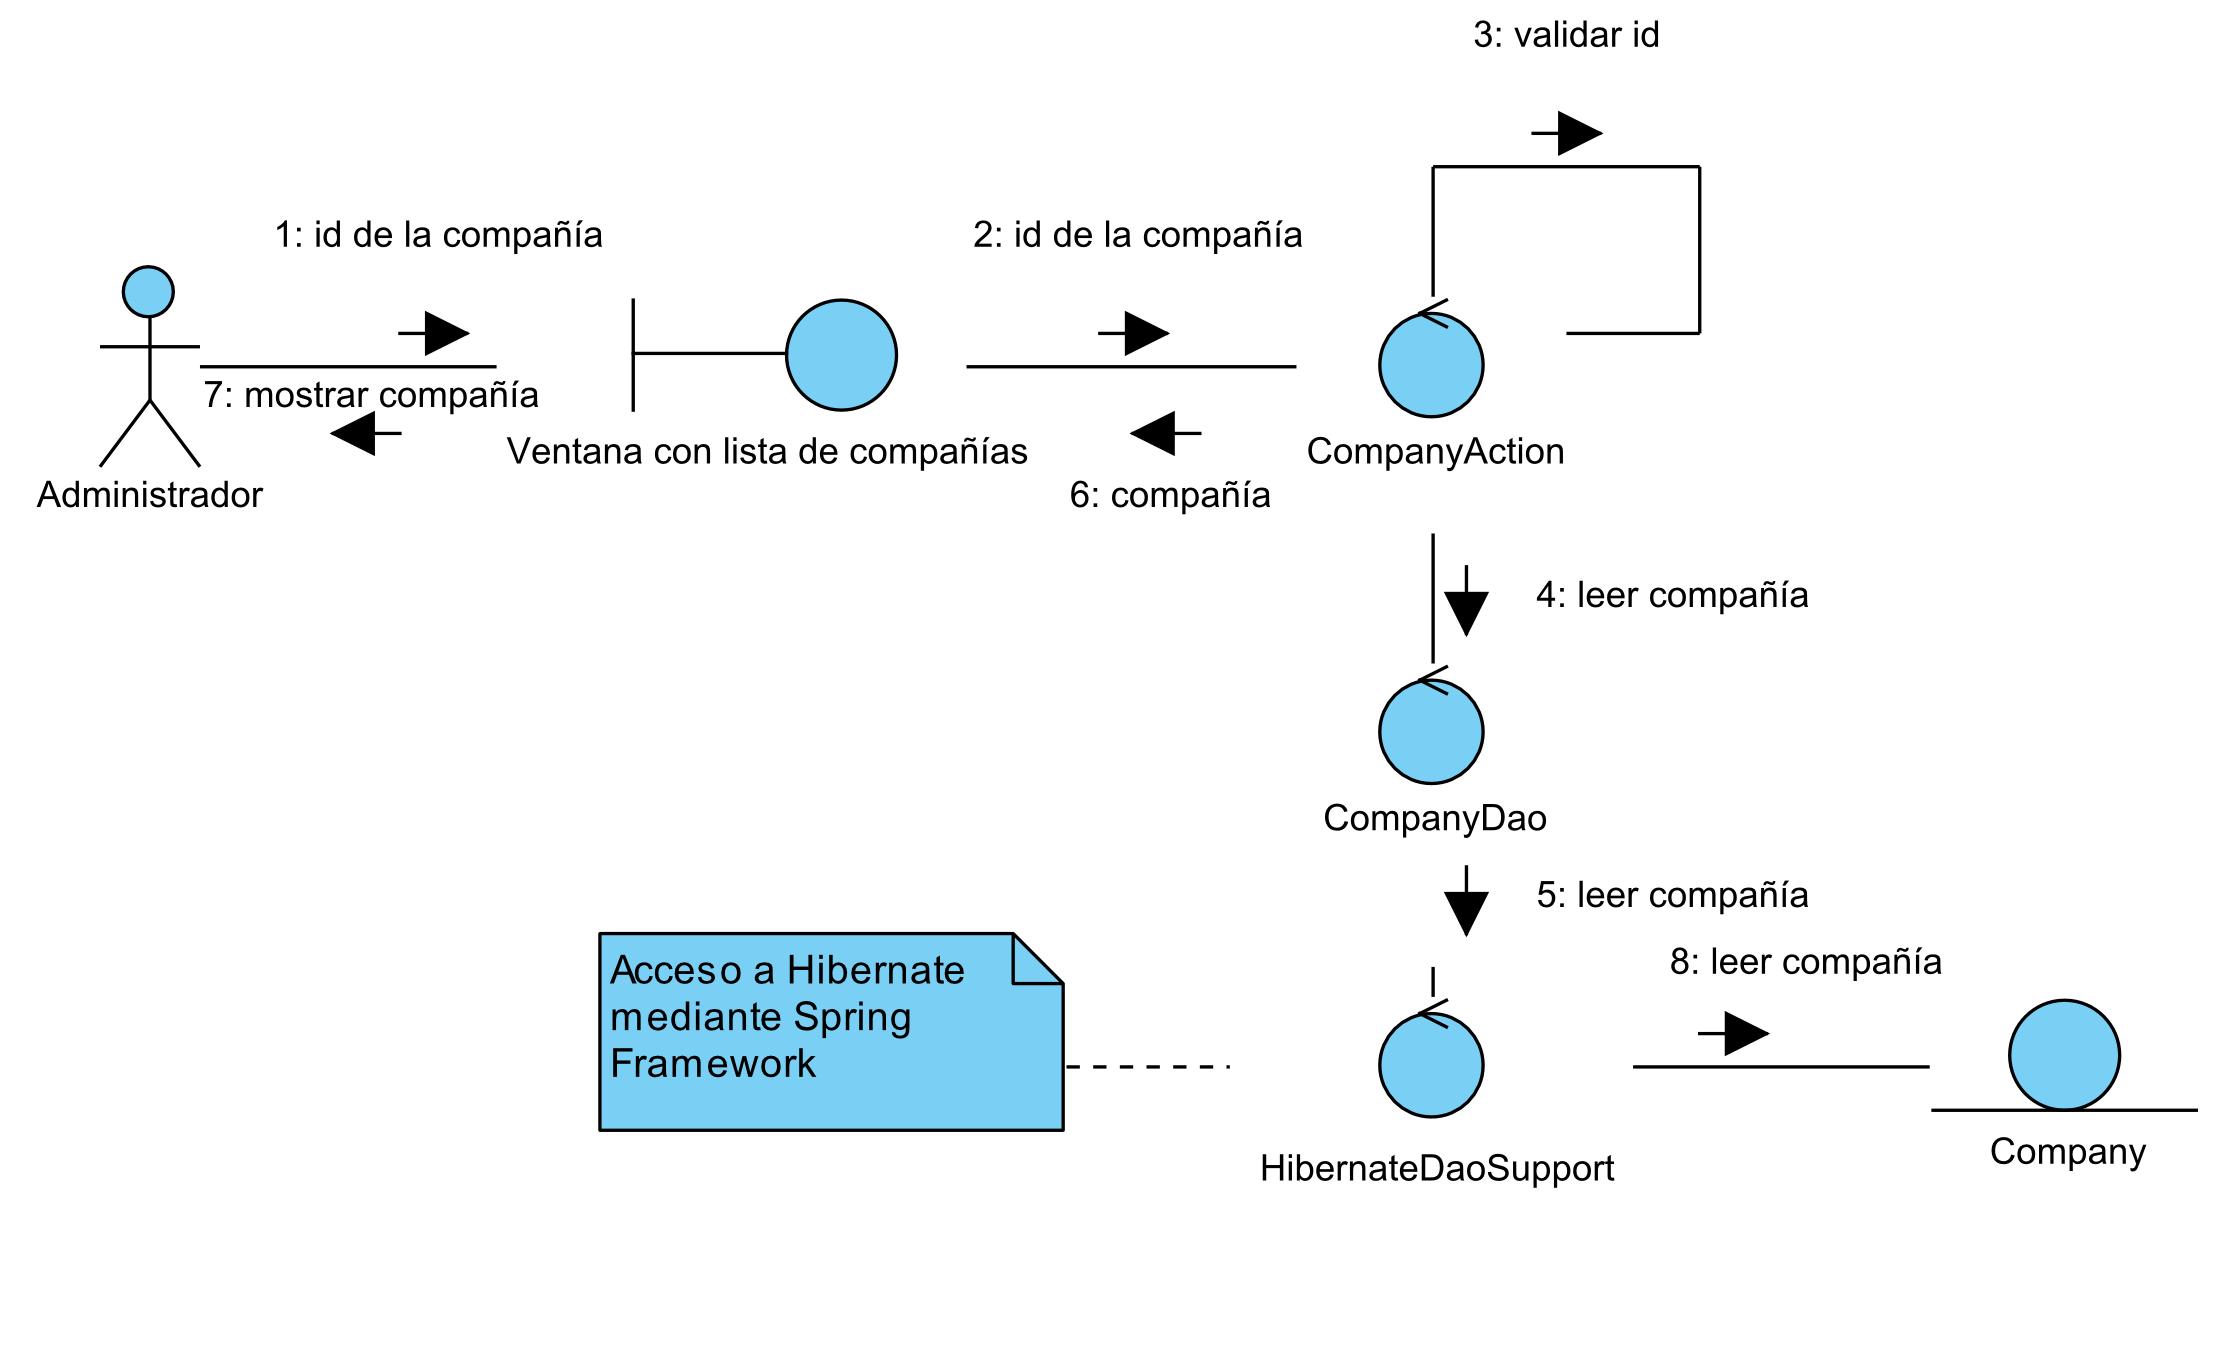 3: validar id
1: id de la compañía
2: id de la compañía
7: mostrar compañía
Ventana con lista de compañías
CompanyAction
Administrador
6: compañía
4: leer compañía
CompanyDao
5: leer compañía
8: leer compañía
Acceso a Hibernate
mediante Spring
Framework
Company
HibernateDaoSupport